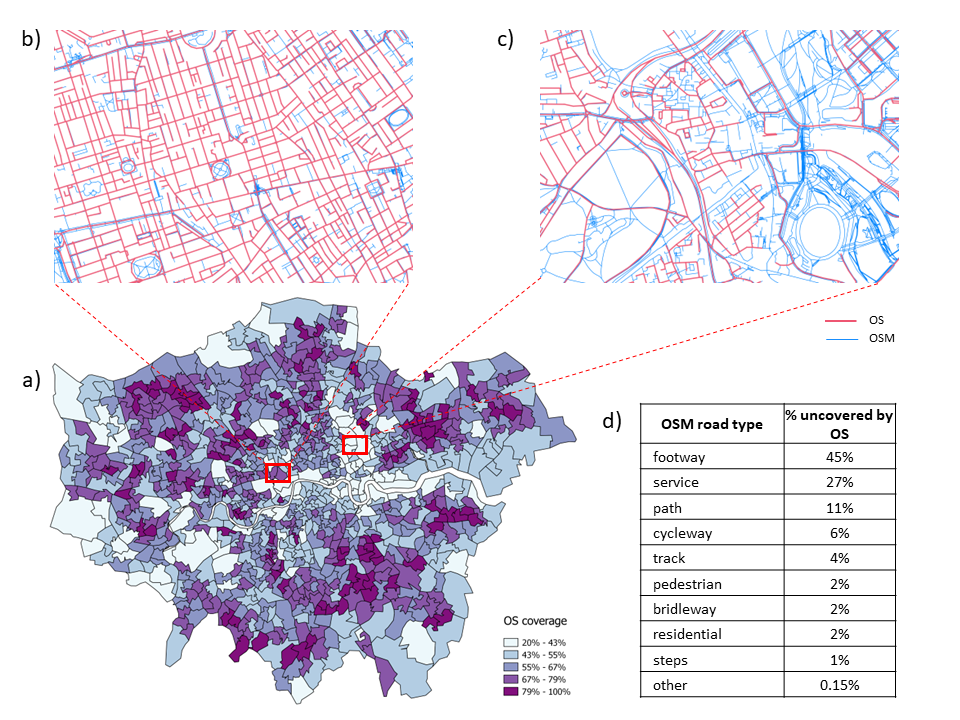 b)
c)
OS
OSM
a)
d)
OSM road type
% uncovered by
OS
footway 45%
service 27%
path 11%
cycleway 6%
track 4%
pedestrian 2%
bridleway 2%
residential 2%
steps 1%
other 0.15%
OS coverage
20% - 43%
43% - 55%
55% - 67%
67% - 79%
79% - 100%